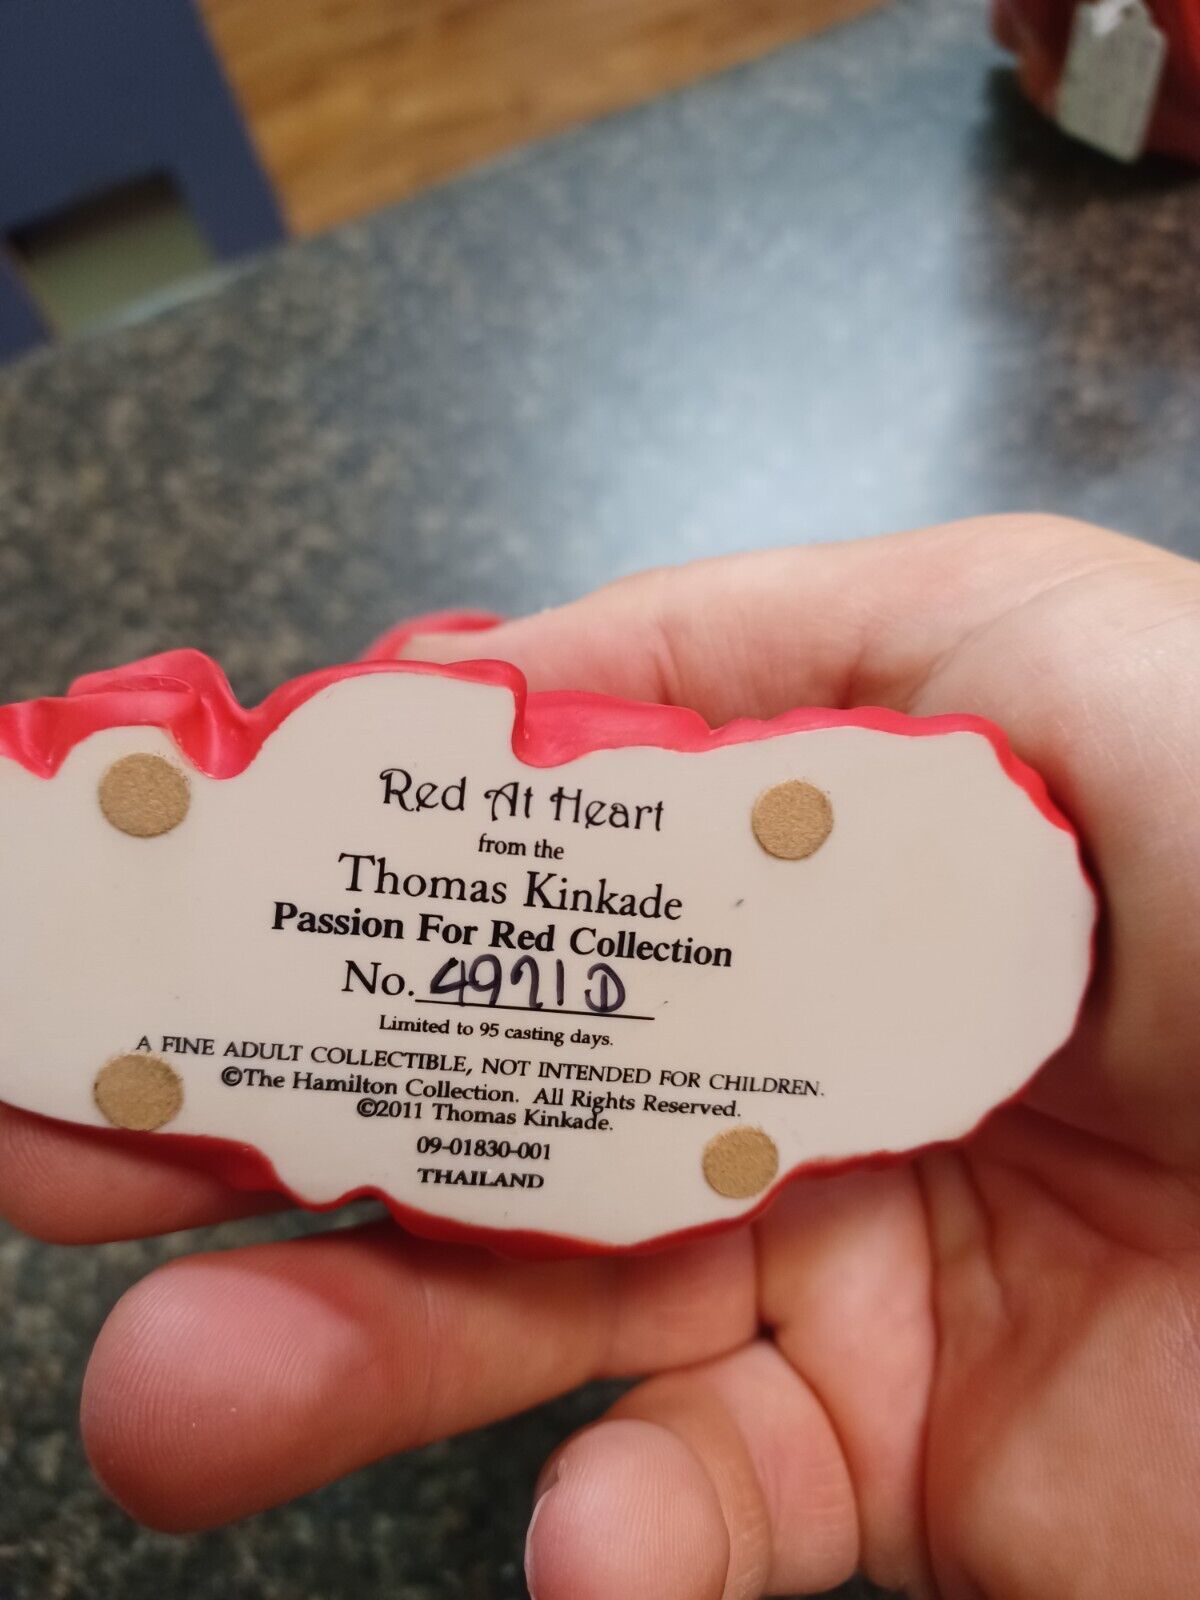 Red At Heart
from the
Thomas Kinkade
Passion For Red Collection
No. 4971D
Limited to 95 casting days.
A FINE ADULT COLLECTIBLE, NOT INTENDED FOR CHILDREN.
©The Hamilton Collection. All Rights Reserved.
©2011 Thomas Kinkade.
09-01830-001
THAILAND